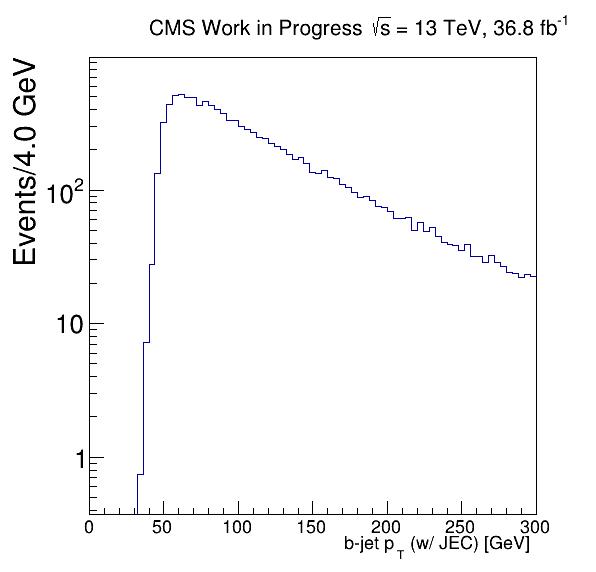 CMS Work in Progress √s = 13 TeV, 36.8 fb⁻¹
Events/4.0 GeV
10²
10
1
0 50 100 150 200 250 300
b-jet p_T (w/ JEC) [GeV]